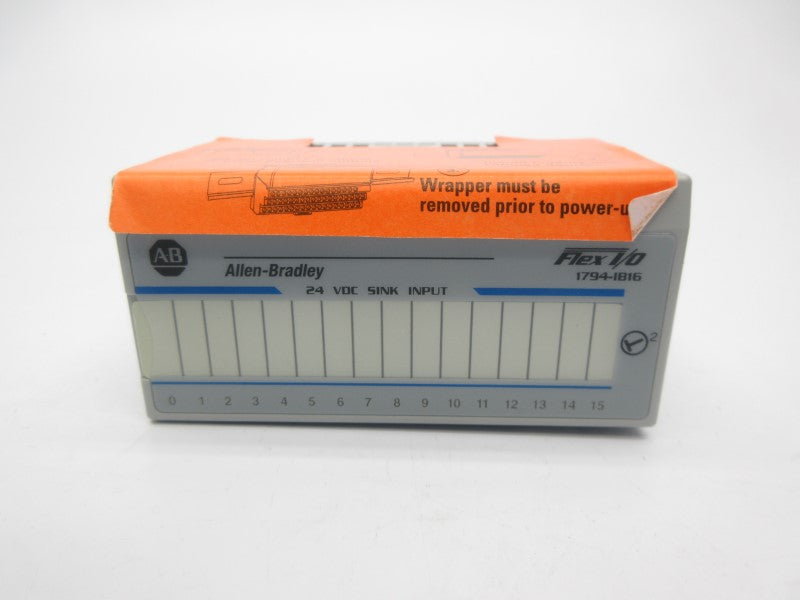 Wrapper must be
removed prior to power-u
AB
Allen-Bradley
Flex I/O
1794-IB16
24 VDC SINK INPUT
2
0 1 2 3 4 5 6 7 8 9 10 11 12 13 14 15